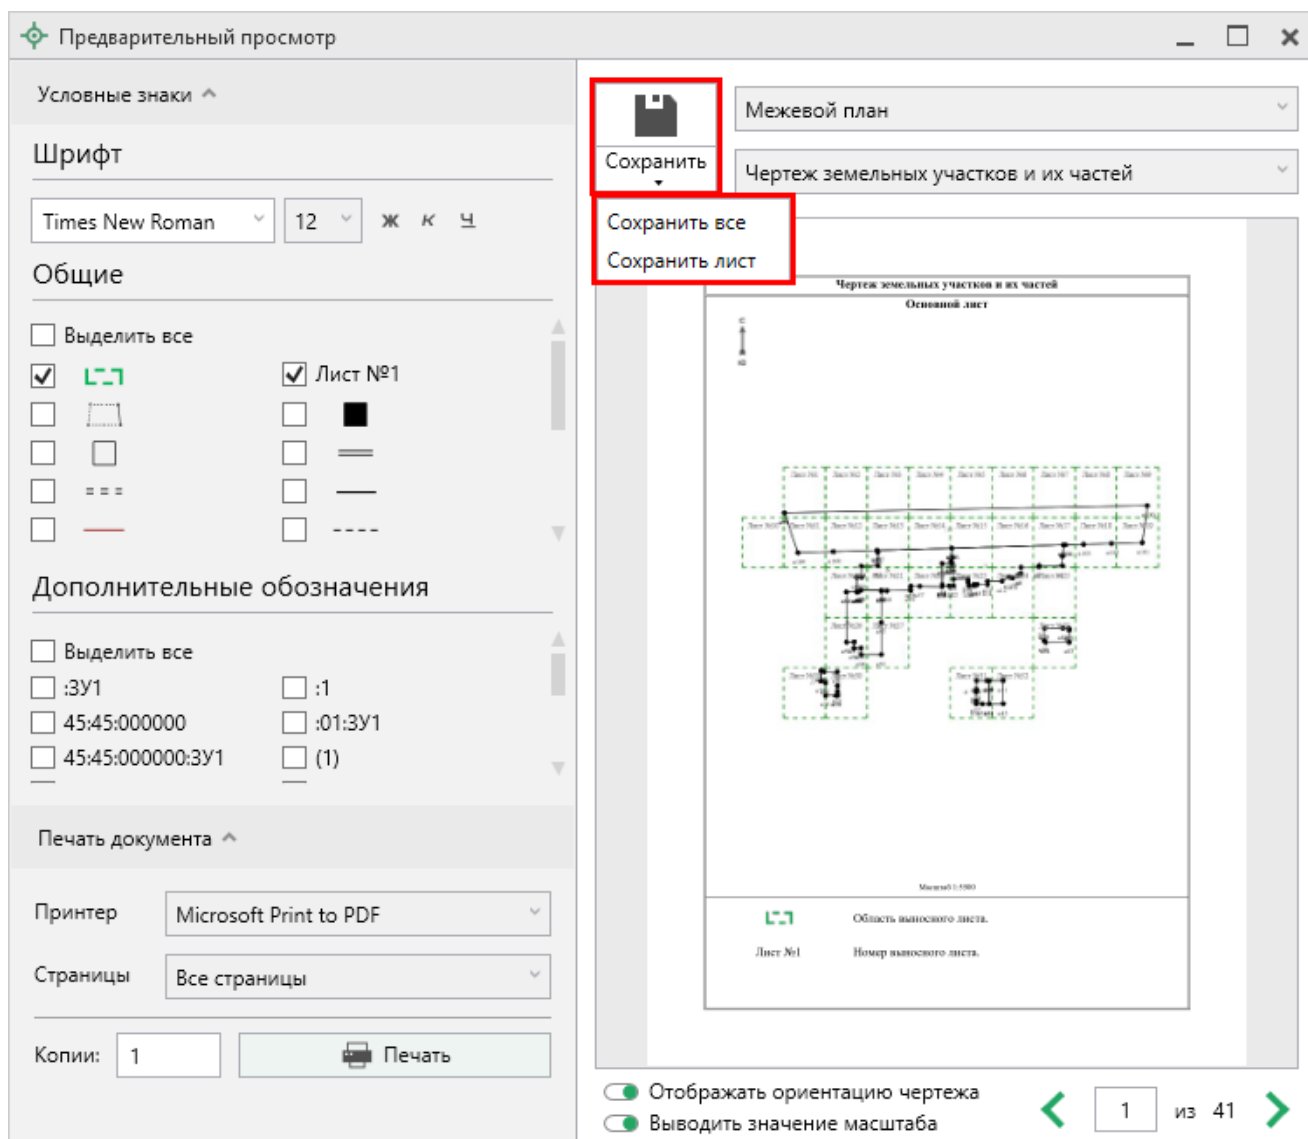 Предварительный просмотр
Условные знаки
Шрифт
Times New Roman
12
Ж К Ч
Общие
Выделить все
Лист №1
Дополнительные обозначения
Выделить все
:ЗУ1
:1
45:45:000000
:01:ЗУ1
45:45:000000:ЗУ1
(1)
Печать документа
Принтер
Microsoft Print to PDF
Страницы
Все страницы
Копии:
1
Печать
Сохранить
Межевой план
Чертеж земельных участков и их частей
Сохранить все
Сохранить лист
Чертеж земельных участков и их частей
Основной лист
Масштаб 1:5500
Область выносного листа.
Лист №1
Номер выносного листа.
Отображать ориентацию чертежа
Выводить значение масштаба
1
из 41